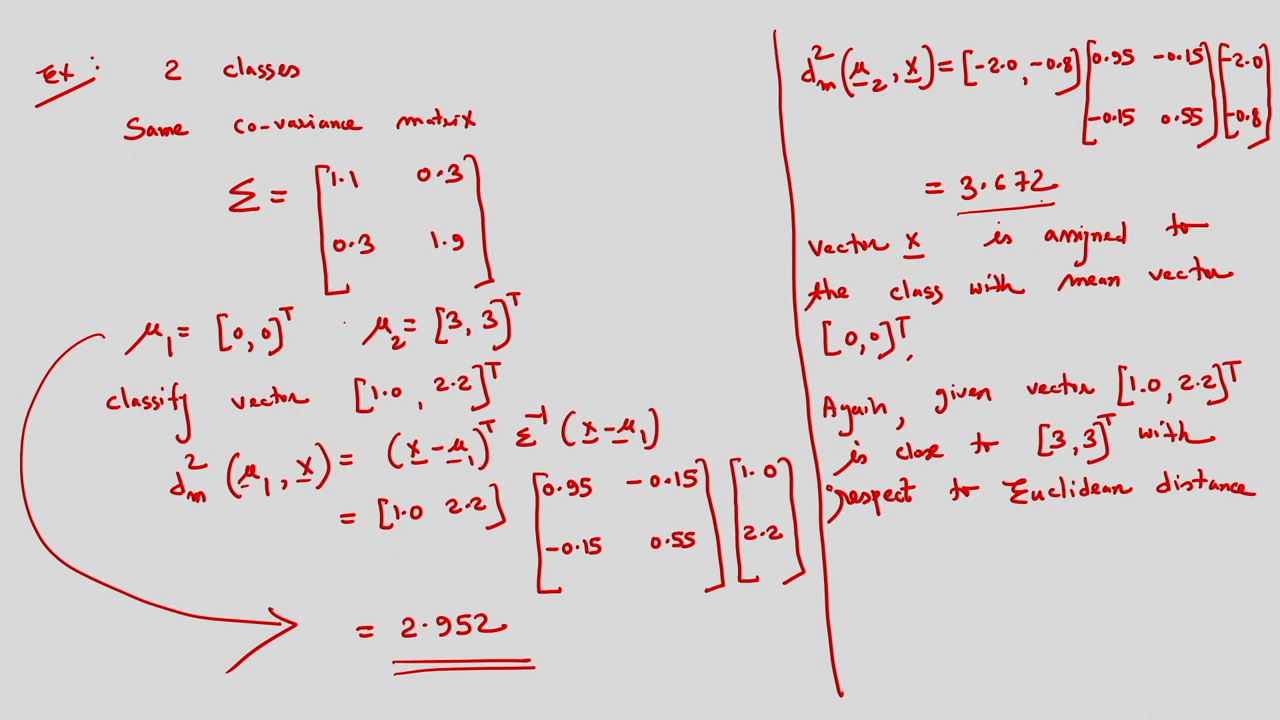 Ex: 2 classes
Same co-variance matrix
Σ = [1.1 0.3
0.3 1.9]
μ₁ = [0,0]ᵀ μ₂ = [3, 3]ᵀ
classify vector [1.0, 2.2]ᵀ
dₘ²(μ₁, x) = (x-μ₁)ᵀ Σ⁻¹ (x-μ₁)
= [1.0 2.2] [0.95 -0.15 [1.0
-0.15 0.55] 2.2]
= 2.952
dₘ²(μ₂, x) = [-2.0, -0.8] [0.95 -0.15 [-2.0
-0.15 0.55] -0.8]
= 3.672
vector x is assigned to
the class with mean vector
[0,0]ᵀ.
Again, given vector [1.0, 2.2]ᵀ
is close to [3,3]ᵀ with
respect to Euclidean distance